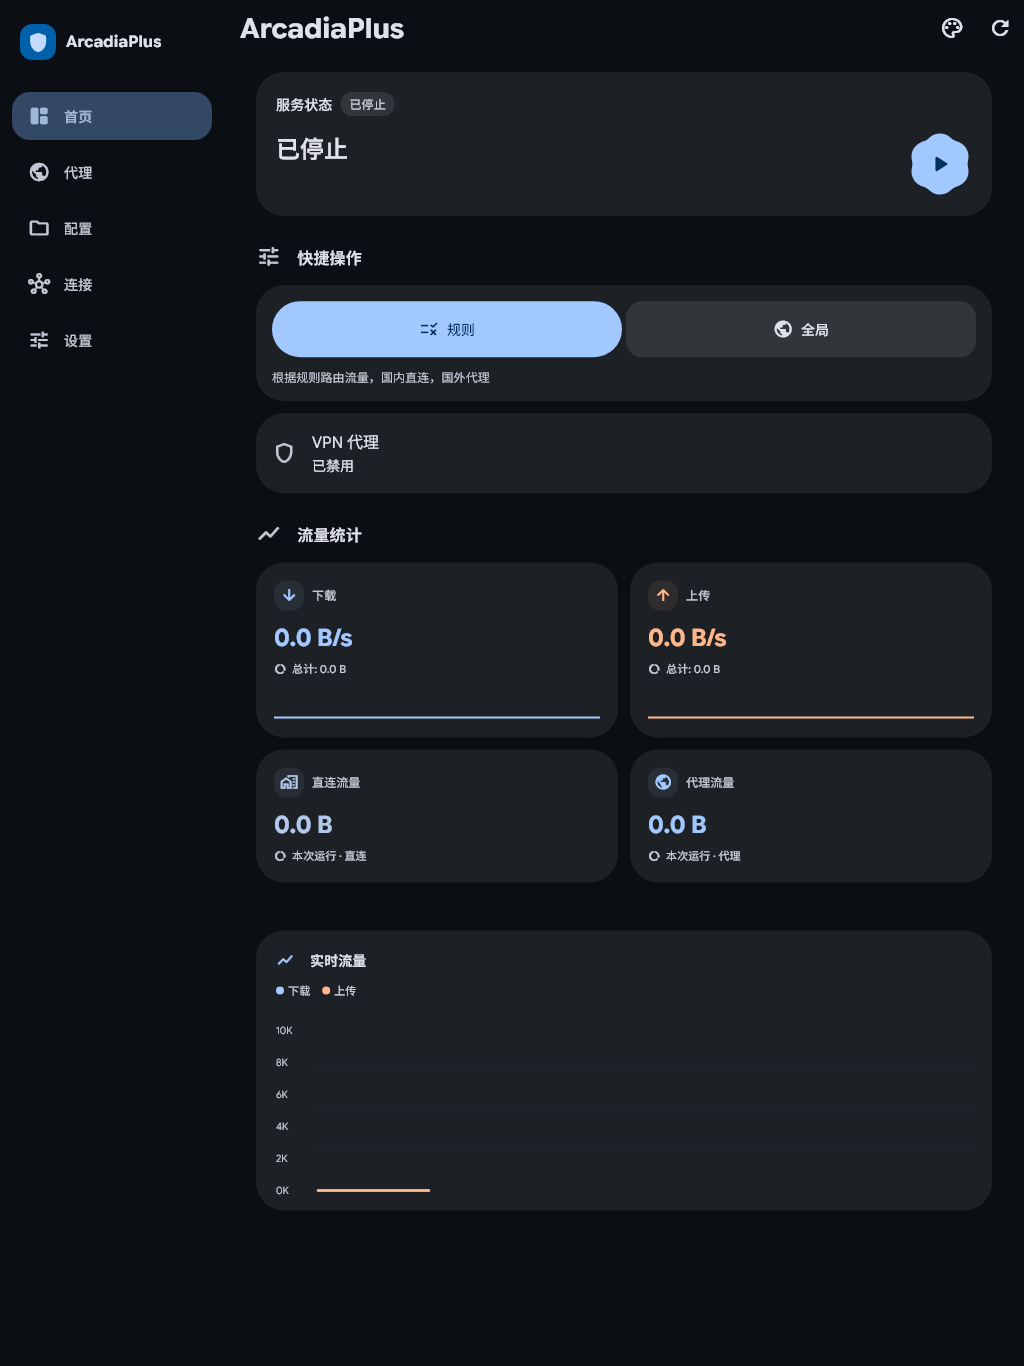 ArcadiaPlus
首页
代理
配置
连接
设置
ArcadiaPlus
服务状态 已停止
已停止
快捷操作
规则 全局
根据规则路由流量，国内直连，国外代理
VPN 代理
已禁用
流量统计
下载
0.0 B/s
总计: 0.0 B
上传
0.0 B/s
总计: 0.0 B
直连流量
0.0 B
本次运行 · 直连
代理流量
0.0 B
本次运行 · 代理
实时流量
下载 上传
10K
8K
6K
4K
2K
0K